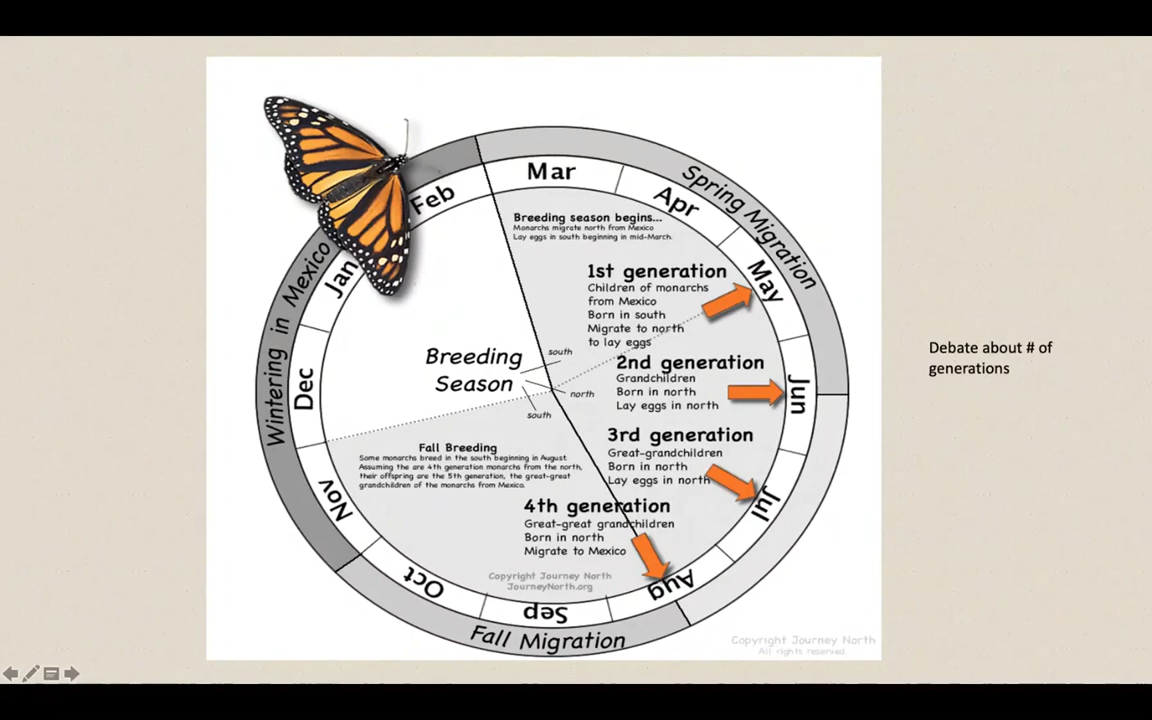 Mar
Apr
May
Jun
Jul
Aug
Sep
Oct
Nov
Dec
Jan
Feb
Spring Migration
Fall Migration
Wintering in Mexico
Breeding season begins...
Monarchs migrate north from Mexico
Lay eggs in south beginning in mid-March.
1st generation
Children of monarchs
from Mexico
Born in south
Migrate to north
to lay eggs
2nd generation
Grandchildren
Born in north
Lay eggs in north
3rd generation
Great-grandchildren
Born in north
Lay eggs in north
4th generation
Great-great grandchildren
Born in north
Migrate to Mexico
Breeding
Season
south
north
south
Fall Breeding
Some monarchs breed in the south beginning in August.
Assuming the are 4th generation monarchs from the north,
their offspring are the 5th generation, the great-great
grandchildren of the monarchs from Mexico.
Copyright Journey North
JourneyNorth.org
Copyright Journey North
All rights reserved.
Debate about # of
generations